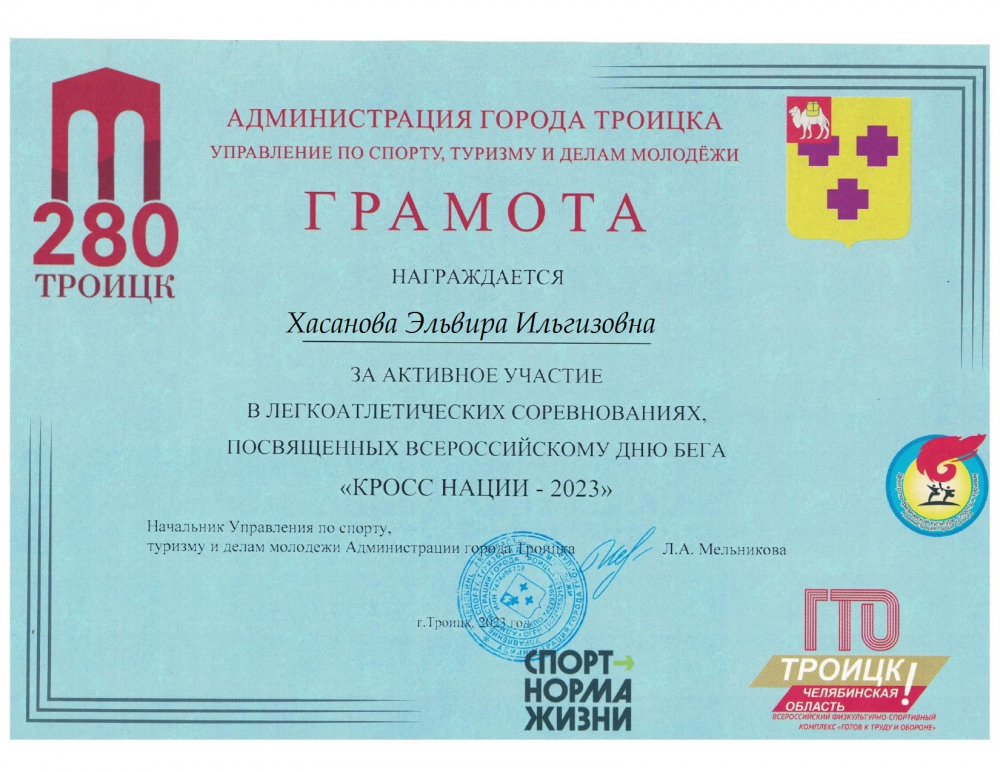 280
ТРОИЦК
АДМИНИСТРАЦИЯ ГОРОДА ТРОИЦКА
УПРАВЛЕНИЕ ПО СПОРТУ, ТУРИЗМУ И ДЕЛАМ МОЛОДЁЖИ
ГРАМОТА
НАГРАЖДАЕТСЯ
Хасанова Эльвира Ильгизовна
ЗА АКТИВНОЕ УЧАСТИЕ
В ЛЕГКОАТЛЕТИЧЕСКИХ СОРЕВНОВАНИЯХ,
ПОСВЯЩЕННЫХ ВСЕРОССИЙСКОМУ ДНЮ БЕГА
«КРОСС НАЦИИ - 2023»
Начальник Управления по спорту,
туризму и делам молодежи Администрации города Троицка Л.А. Мельникова
г.Троицк, 2023 год
СПОРТ
НОРМА
ЖИЗНИ
ГТО
ТРОИЦК!
ЧЕЛЯБИНСКАЯ
ОБЛАСТЬ
ВСЕРОССИЙСКИЙ ФИЗКУЛЬТУРНО-СПОРТИВНЫЙ
КОМПЛЕКС «ГОТОВ К ТРУДУ И ОБОРОНЕ»